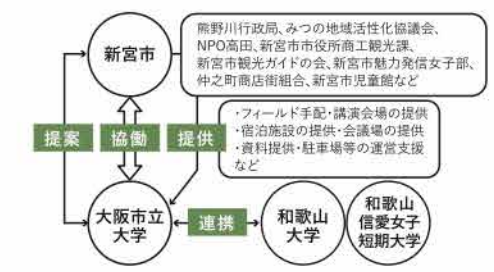 熊野川行政局、みつの地域活性化協議会、
NPO高田、新宮市市役所商工観光課、
新宮市観光ガイドの会、新宮市魅力発信女子部、
仲之町商店街組合、新宮市児童館など
新宮市
・フィールド手配・講演会場の提供
・宿泊施設の提供・会議場の提供
・資料提供・駐車場等の運営支援
など
提案
協働
提供
大阪市立
大学
連携
和歌山
大学
和歌山
信愛女子
短期大学